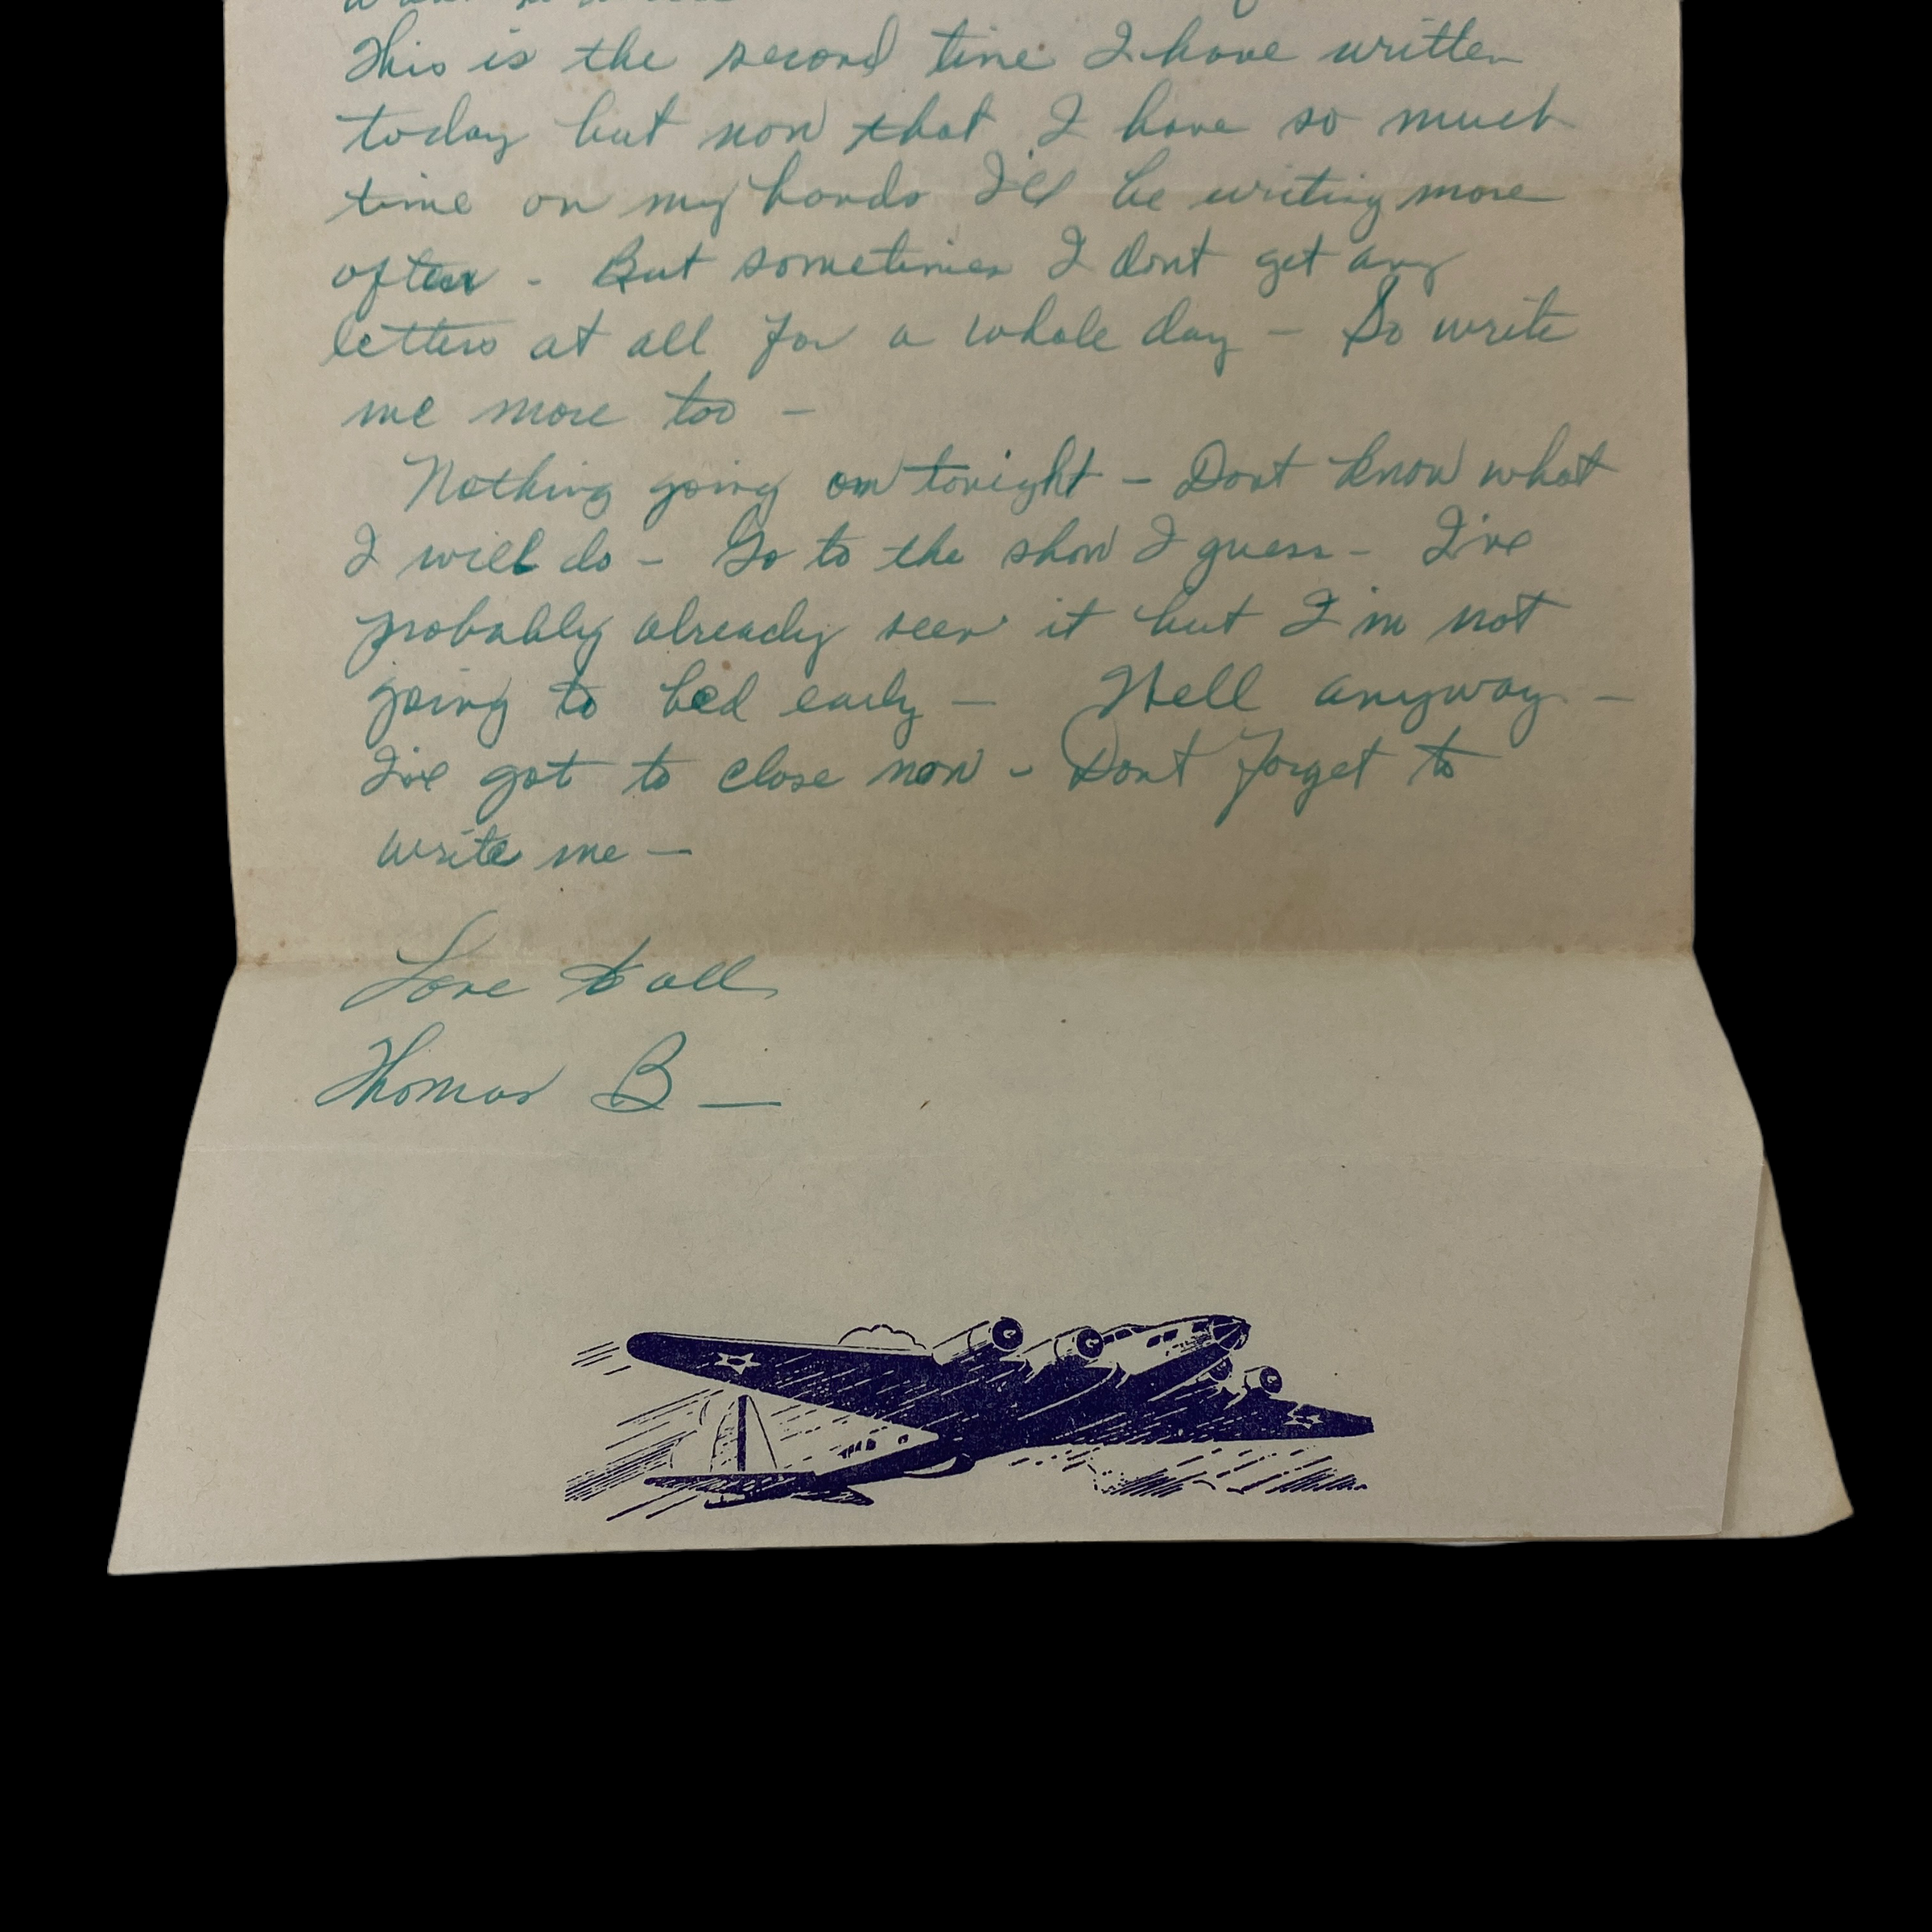 This is the second time I have written
today but now that I have so much
time on my hands I'll be writing more
often - But sometimes I dont get any
letters at all for a whole day - So write
me more too -
Nothing going on tonight - Dont know what
I will do - Go to the show I guess - I've
probably already seen it but I'm not
going to bed early - Well anyway -
I've got to close now - Dont forget to
write me -
Love to all
Thomas B -